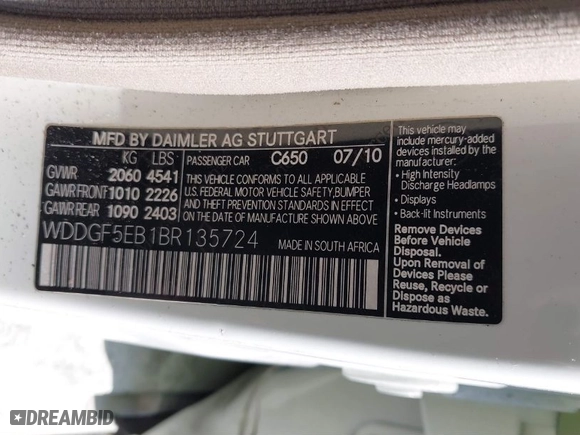 MFD BY DAIMLER AG STUTTGART
KG LBS
GVWR 2060 4541
GAWR FRONT 1010 2226
GAWR REAR 1090 2403
PASSENGER CAR C650 07/10
THIS VEHICLE CONFORMS TO ALL APPLICABLE
U.S. FEDERAL MOTOR VEHICLE SAFETY, BUMPER
AND THEFT PREVENTION STANDARDS IN EFFECT
ON THE DATE OF MANUFACTURE SHOWN ABOVE.
WDDGF5EB1BR135724 MADE IN SOUTH AFRICA
This vehicle may
include mercury-added
devices installed by the
manufacturer:
• High Intensity
Discharge Headlamps
• Displays
• Back-lit Instruments
Remove Devices
Before Vehicle
Disposal.
Upon Removal of
Devices Please
Reuse, Recycle or
Dispose as
Hazardous Waste.
DREAMBID